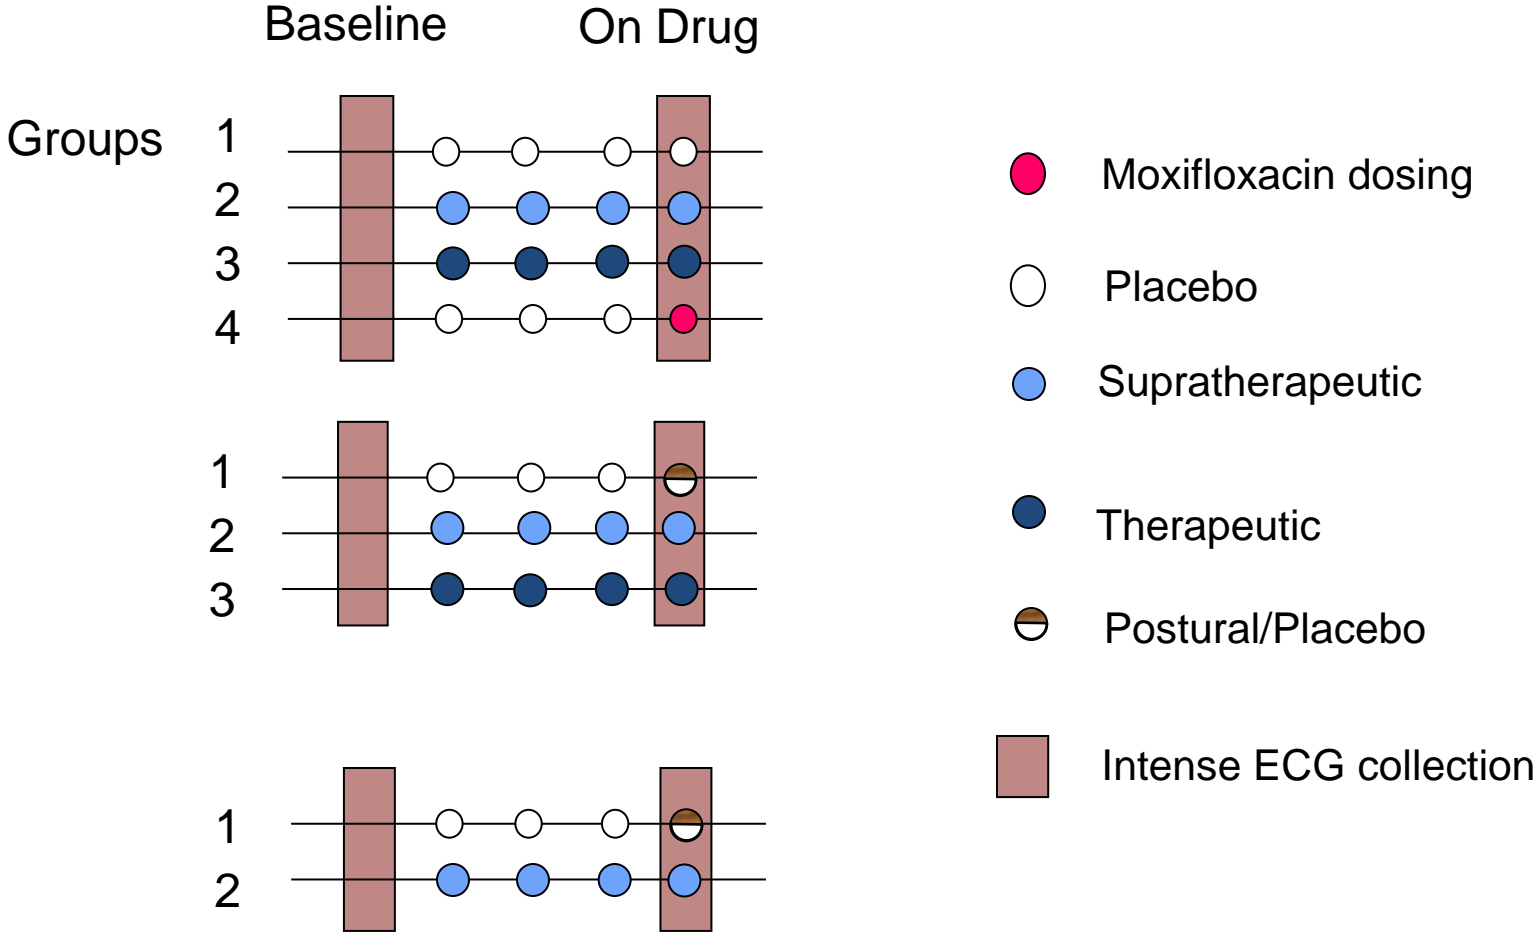 Baseline On Drug
Groups 1
2
3
4
1
2
3
1
2
Moxifloxacin dosing
Placebo
Supratherapeutic
Therapeutic
Postural/Placebo
Intense ECG collection